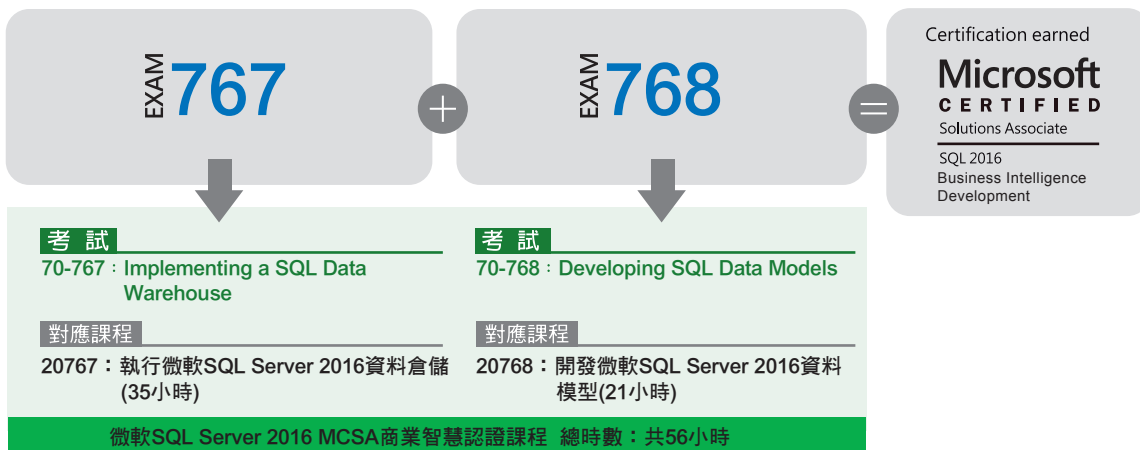 EXAM 767
+
EXAM 768
=
Certification earned
Microsoft
CERTIFIED
Solutions Associate
SQL 2016
Business Intelligence
Development
考試
70-767：Implementing a SQL Data
Warehouse
對應課程
20767：執行微軟SQL Server 2016資料倉儲
(35小時)
考試
70-768：Developing SQL Data Models
對應課程
20768：開發微軟SQL Server 2016資料
模型(21小時)
微軟SQL Server 2016 MCSA商業智慧認證課程 總時數：共56小時